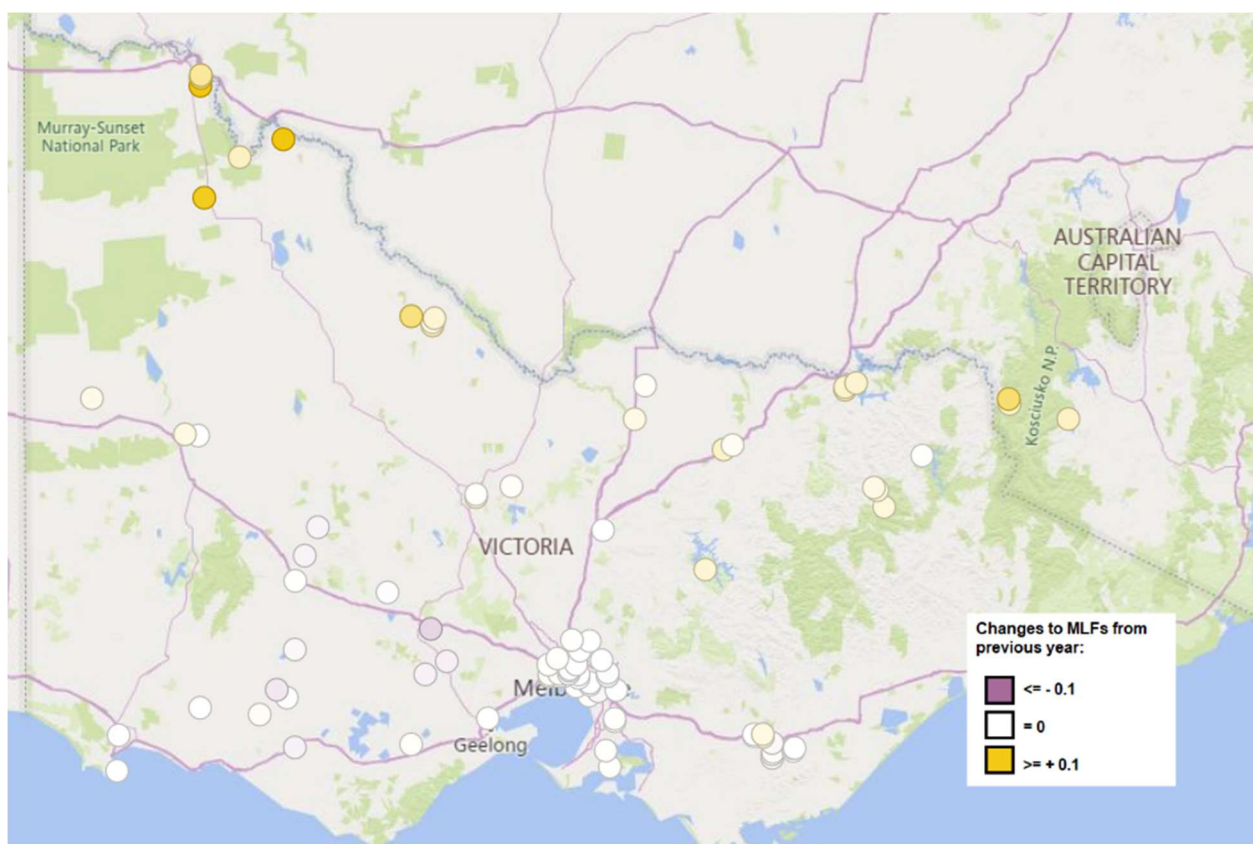 Murray-Sunset
National Park
AUSTRALIAN
CAPITAL
TERRITORY
Kosciusko N.P.
VICTORIA
Geelong
Changes to MLFs from
previous year:
<= - 0.1
= 0
>= + 0.1